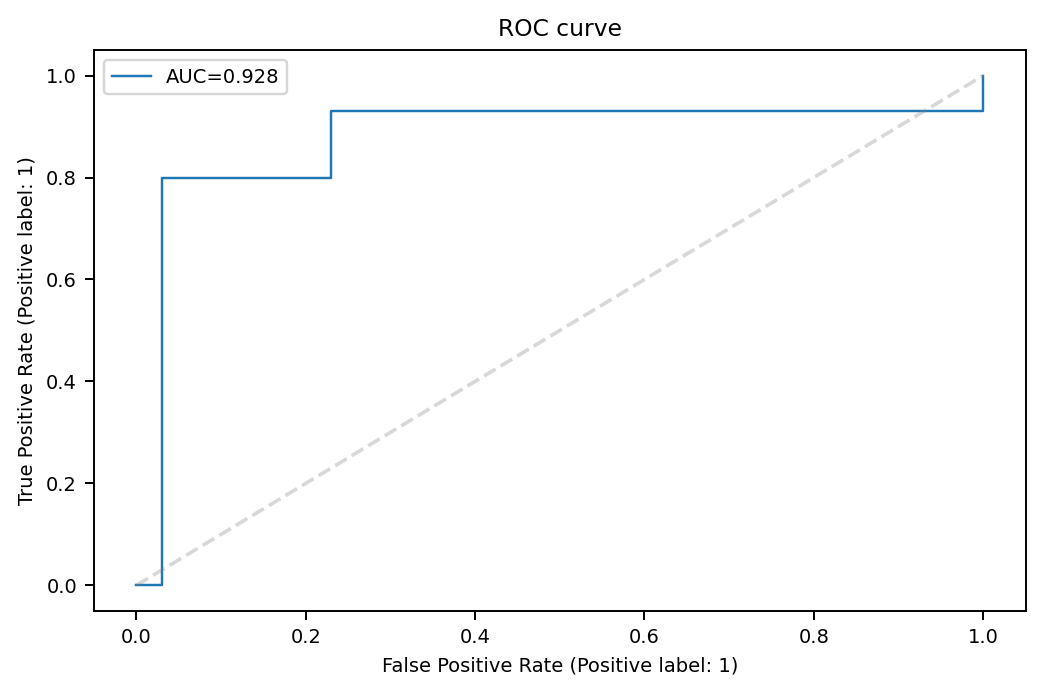 ROC curve
AUC=0.928
1.0
0.8
0.6
0.4
0.2
0.0
True Positive Rate (Positive label: 1)
0.0 0.2 0.4 0.6 0.8 1.0
False Positive Rate (Positive label: 1)